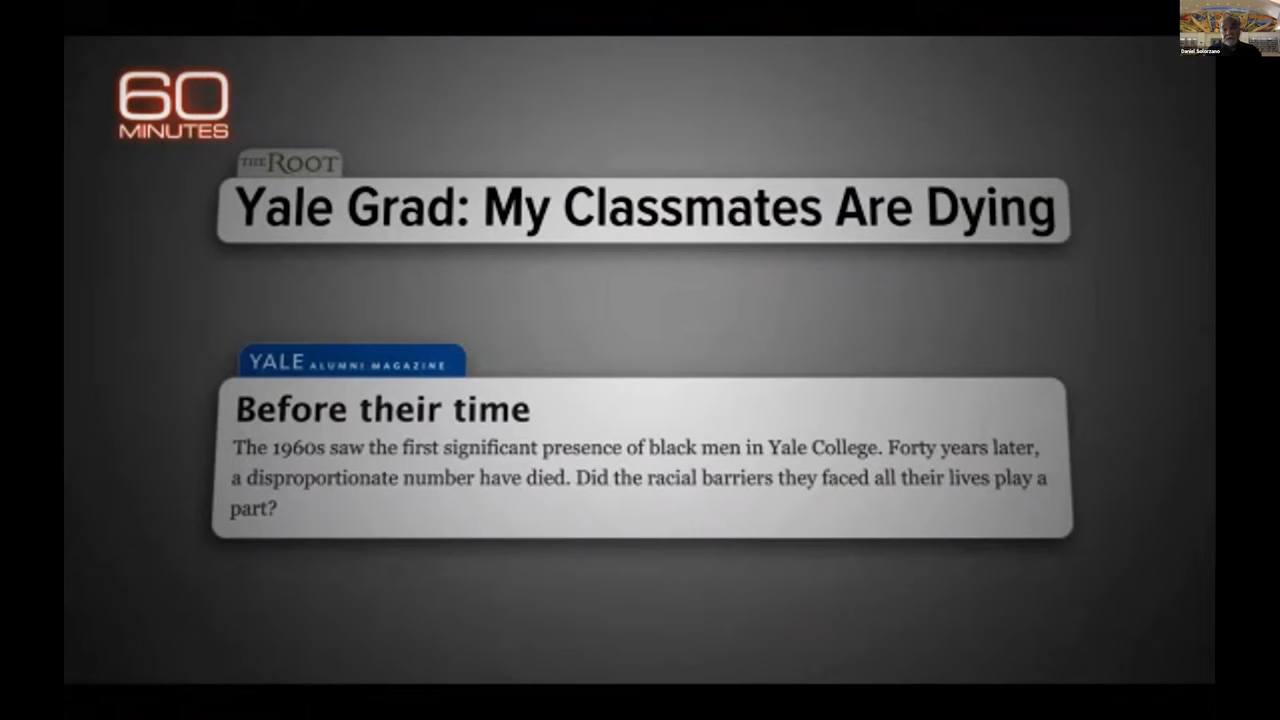 Daniel Solorzano
60
MINUTES
THE ROOT
Yale Grad: My Classmates Are Dying
YALE ALUMNI MAGAZINE
Before their time
The 1960s saw the first significant presence of black men in Yale College. Forty years later,
a disproportionate number have died. Did the racial barriers they faced all their lives play a
part?